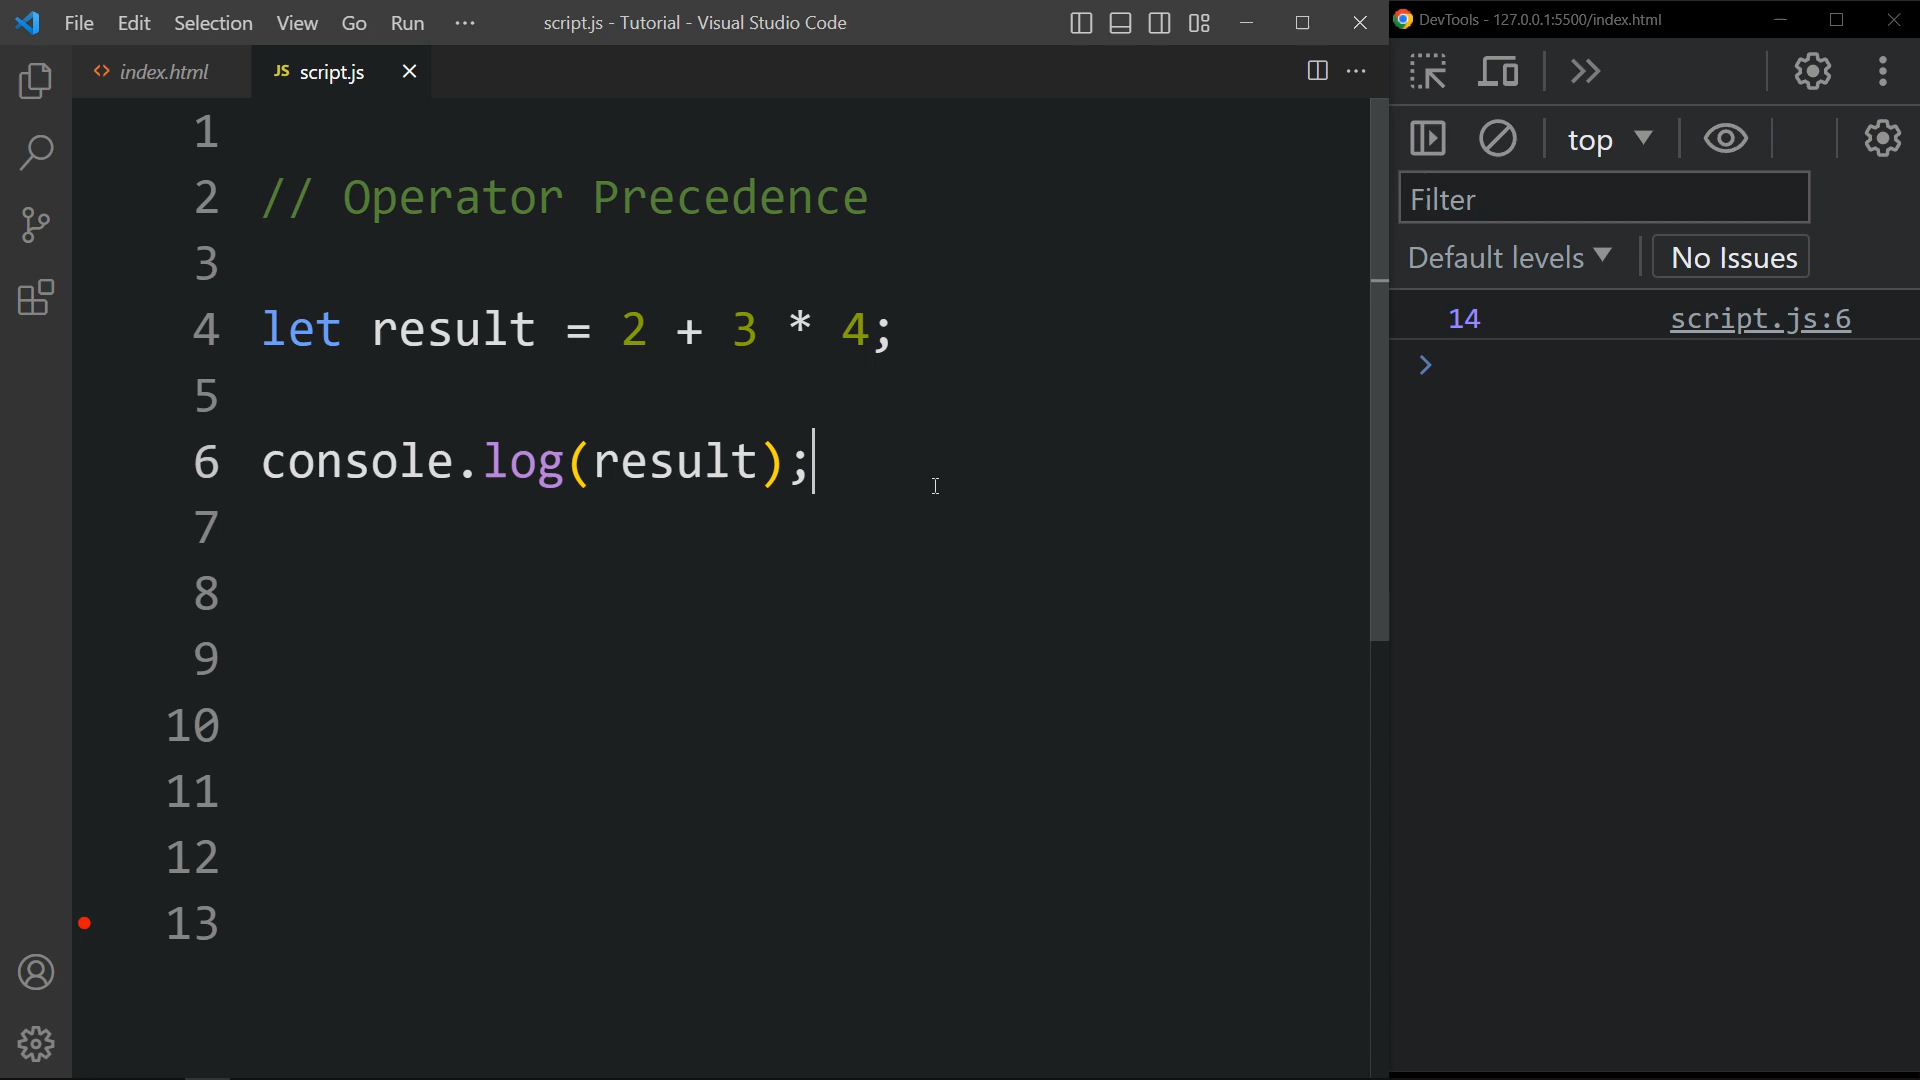 File Edit Selection View Go Run ··· script.js - Tutorial - Visual Studio Code
DevTools - 127.0.0.1:5500/index.html
<> index.html JS script.js
1
2 // Operator Precedence
3
4 let result = 2 + 3 * 4;
5
6 console.log(result);
7
8
9
10
11
12
13
top
Filter
Default levels No Issues
14 script.js:6